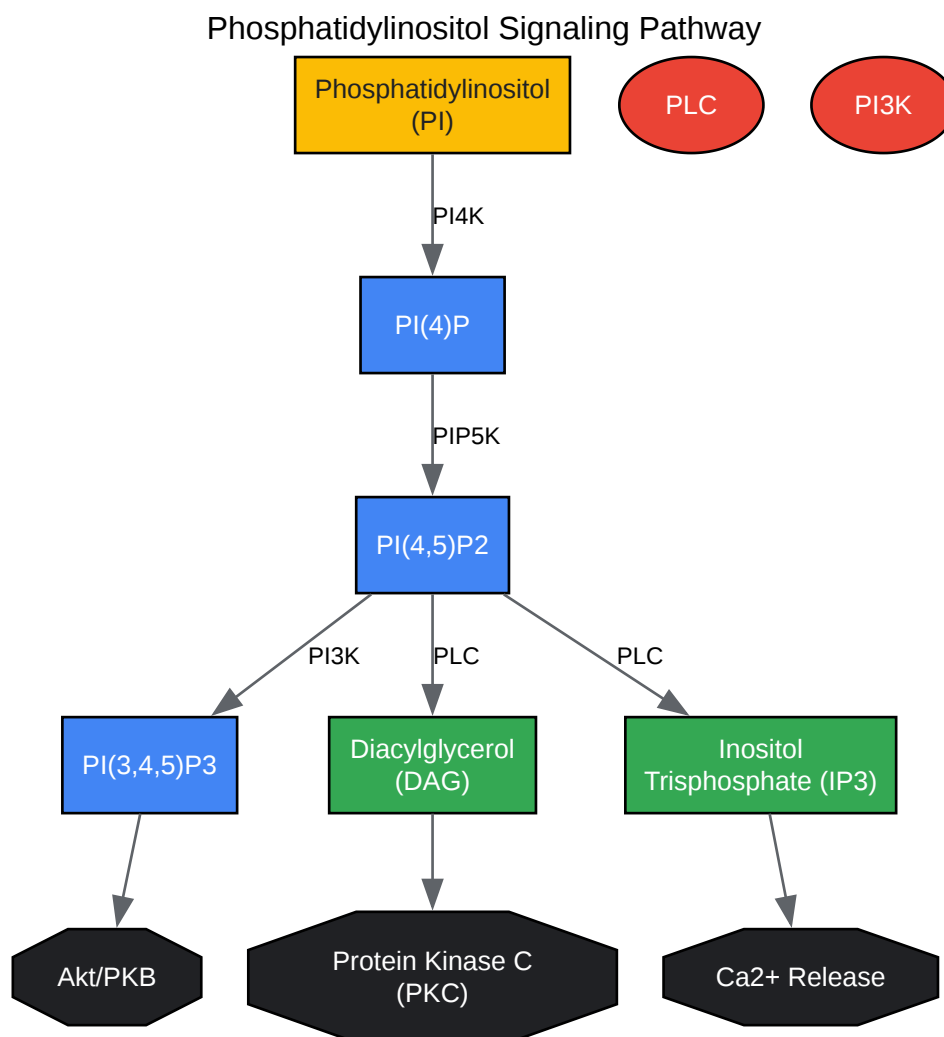 Phosphatidylinositol Signaling Pathway
Phosphatidylinositol
(PI)
PLC
PI3K
PI4K
PI(4)P
PIP5K
PI(4,5)P2
PI3K
PLC
PLC
PI(3,4,5)P3
Diacylglycerol
(DAG)
Inositol
Trisphosphate (IP3)
Akt/PKB
Protein Kinase C
(PKC)
Ca2+ Release